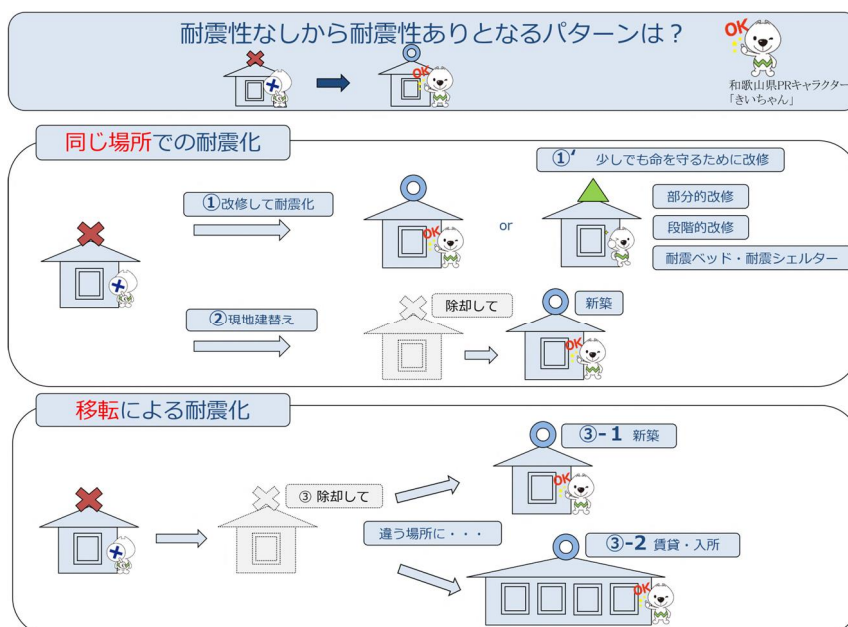 耐震性なしから耐震性ありとなるパターンは？
OK
OK
和歌山県PRキャラクター
「きいちゃん」
同じ場所での耐震化
①改修して耐震化
OK
or
①’ 少しでも命を守るために改修
部分的改修
段階的改修
耐震ベッド・耐震シェルター
②現地建替え
除却して
新築
OK
移転による耐震化
③ 除却して
違う場所に・・・
③-1 新築
OK
③-2 賃貸・入所
OK